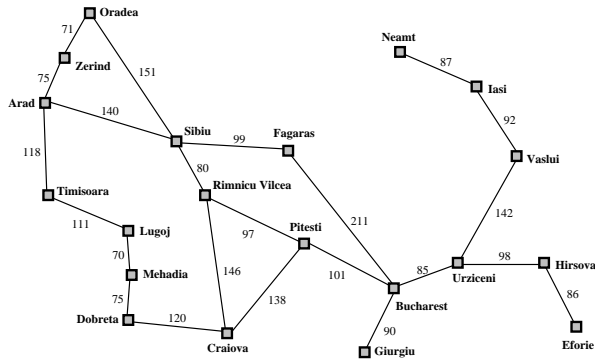 Oradea
71
Neamt
Zerind
87
151
75
Iasi
Arad
140
92
Sibiu
Fagaras
99
118
Vaslui
80
Timisoara
Rimnicu Vilcea
111
211
142
Lugoj
97
Pitesti
70
98
Hirsova
146
101
85
Mehadia
Urziceni
138
86
75
Bucharest
120
90
Dobreta
Craiova
Giurgiu
Eforie